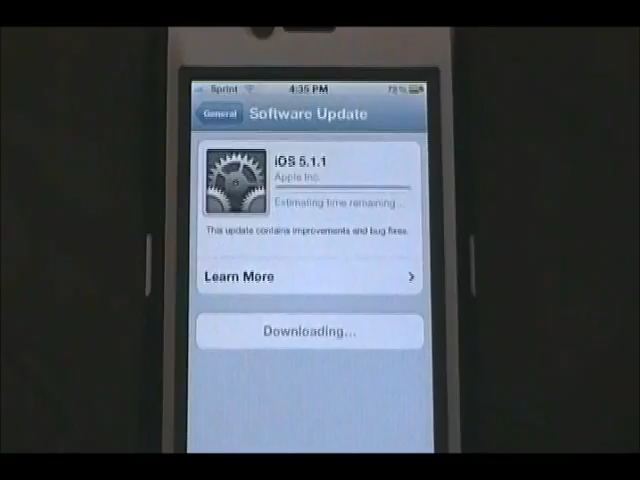 Sprint 4:35 PM 78%
General Software Update
iOS 5.1.1
Apple Inc.
Estimating time remaining...
This update contains improvements and bug fixes.
Learn More
Downloading...